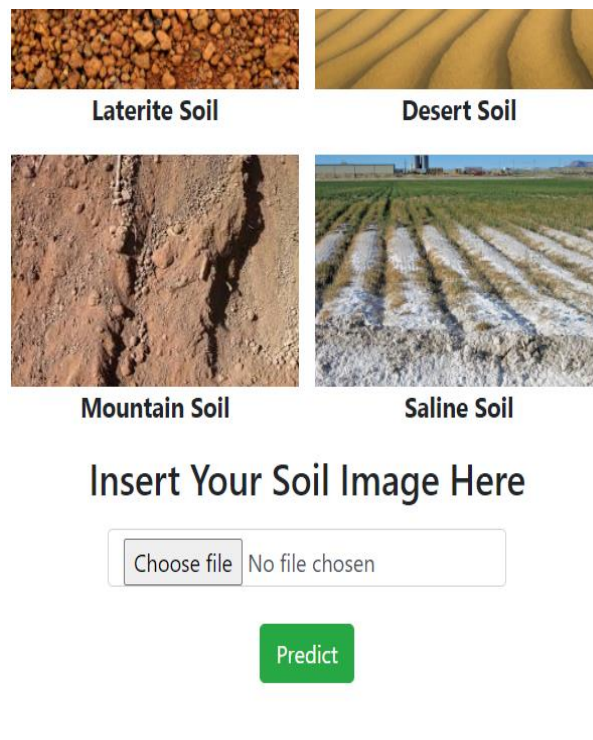 Laterite Soil
Desert Soil
Mountain Soil
Saline Soil
Insert Your Soil Image Here
Choose file No file chosen
Predict